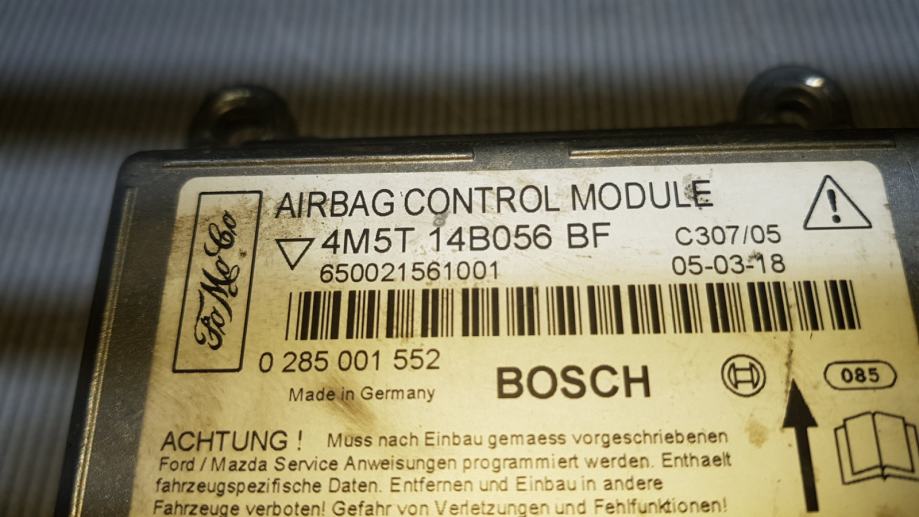 AIRBAG CONTROL MODULE
FoMoCo
4M5T 14B056 BF
C307/05
650021561001
05-03-18
0 285 001 552
Made in Germany
BOSCH
085
ACHTUNG! Muss nach Einbau gemaess vorgeschriebenen
Ford / Mazda Service Anweisungen programmiert werden. Enthaelt
fahrzeugspezifische Daten. Entfernen und Einbau in andere
Fahrzeuge verboten! Gefahr von Verletzungen und Fehlfunktionen!